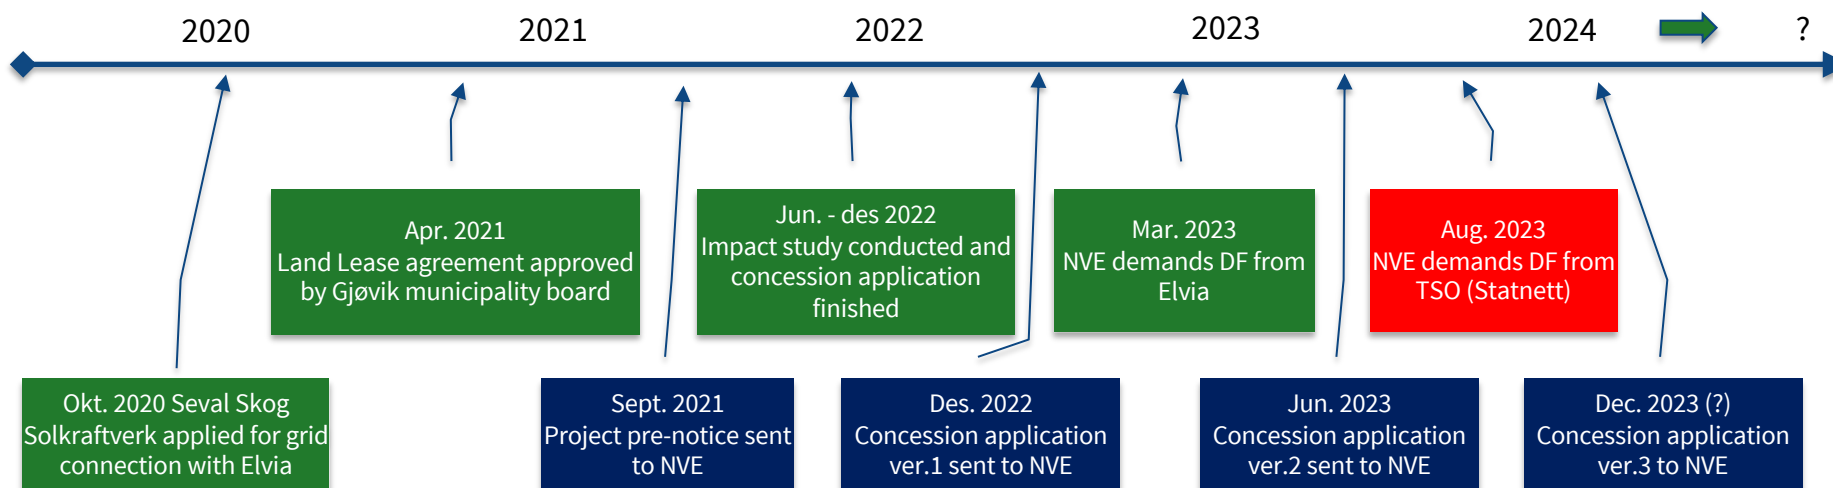 2020
2021
2022
2023
2024
?
Apr. 2021
Land Lease agreement approved
by Gjøvik municipality board
Jun. - des 2022
Impact study conducted and
concession application
finished
Mar. 2023
NVE demands DF from
Elvia
Aug. 2023
NVE demands DF from
TSO (Statnett)
Okt. 2020 Seval Skog
Solkraftverk applied for grid
connection with Elvia
Sept. 2021
Project pre-notice sent
to NVE
Des. 2022
Concession application
ver.1 sent to NVE
Jun. 2023
Concession application
ver.2 sent to NVE
Dec. 2023 (?)
Concession application
ver.3 to NVE